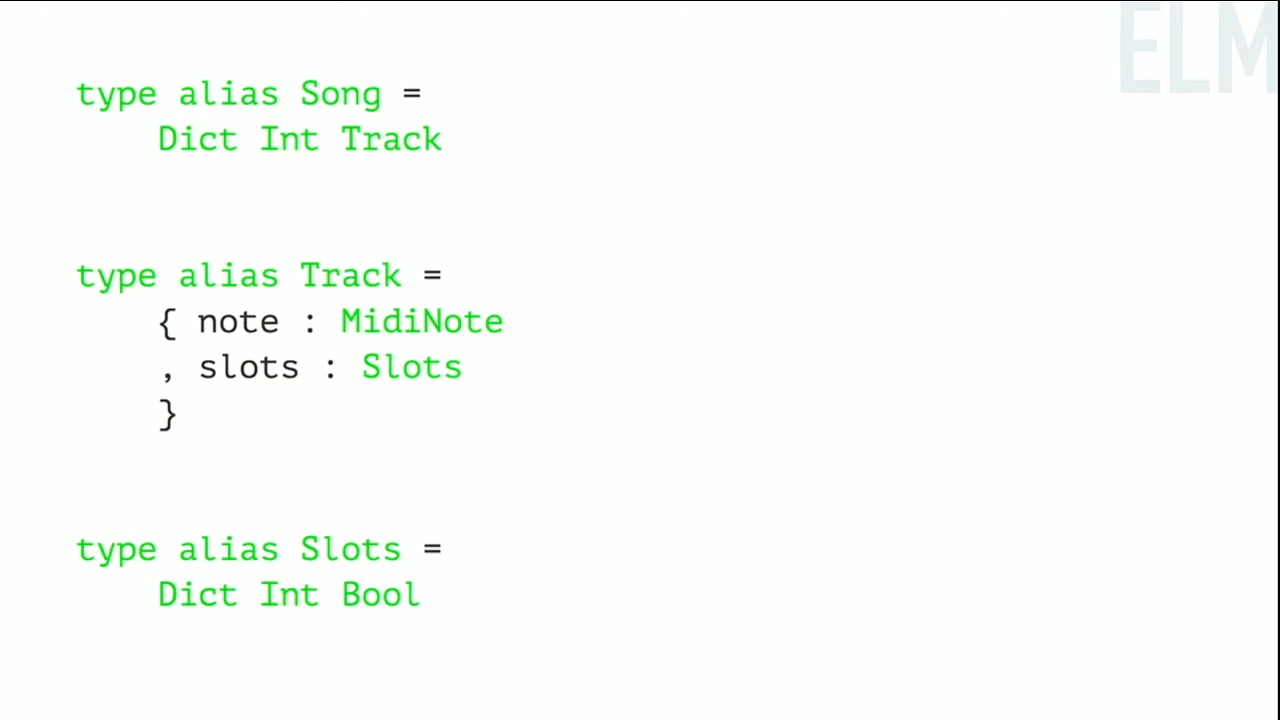 ELM
type alias Song =
    Dict Int Track
type alias Track =
    { note : MidiNote
    , slots : Slots
    }
type alias Slots =
    Dict Int Bool